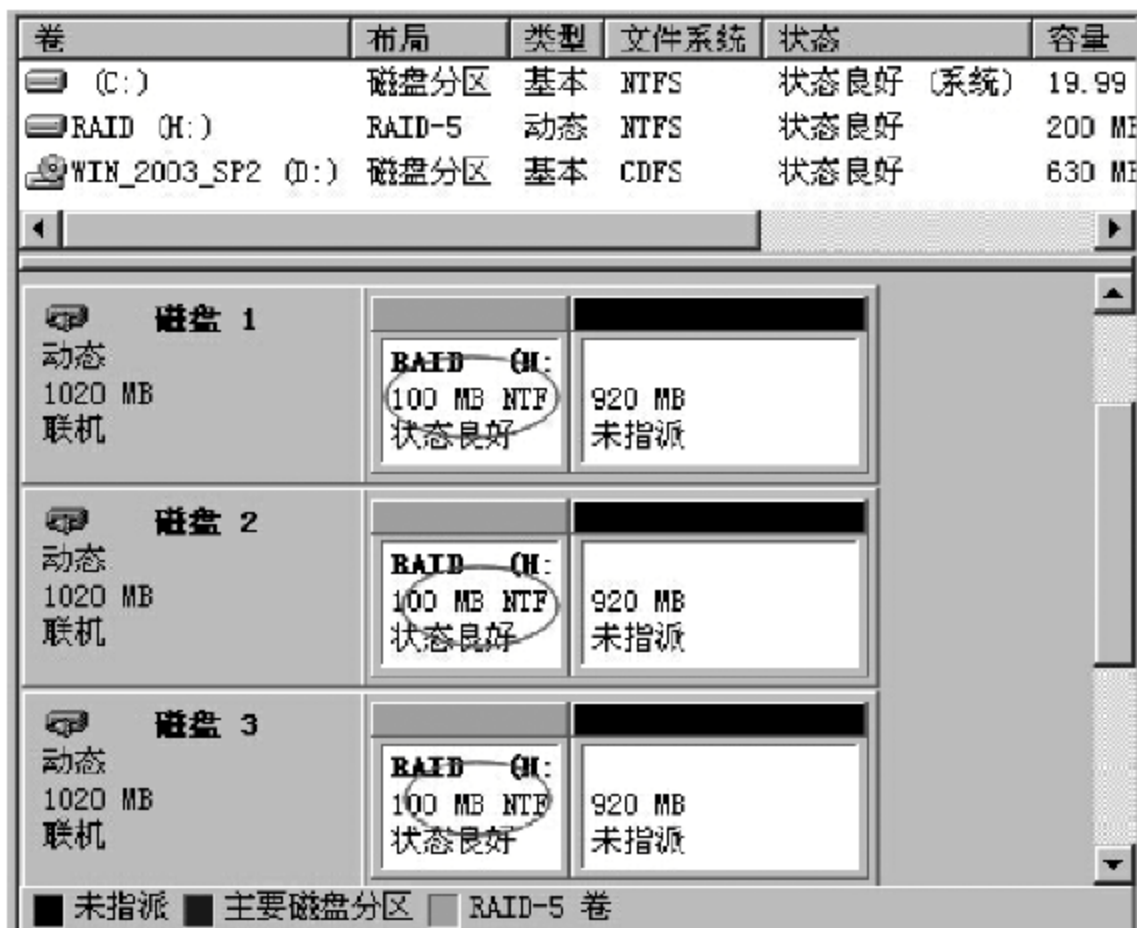 卷 布局 类型 文件系统 状态 容量
(C:) 磁盘分区 基本 NTFS 状态良好 (系统) 19.99
RAID (H:) RAID-5 动态 NTFS 状态良好 200 MB
WIN_2003_SP2 (D:) 磁盘分区 基本 CDFS 状态良好 630 MB
磁盘 1
动态
1020 MB
联机
RAID (H:
100 MB NTF
状态良好
920 MB
未指派
磁盘 2
动态
1020 MB
联机
RAID (H:
100 MB NTF
状态良好
920 MB
未指派
磁盘 3
动态
1020 MB
联机
RAID (H:
100 MB NTF
状态良好
920 MB
未指派
未指派 主要磁盘分区 RAID-5 卷